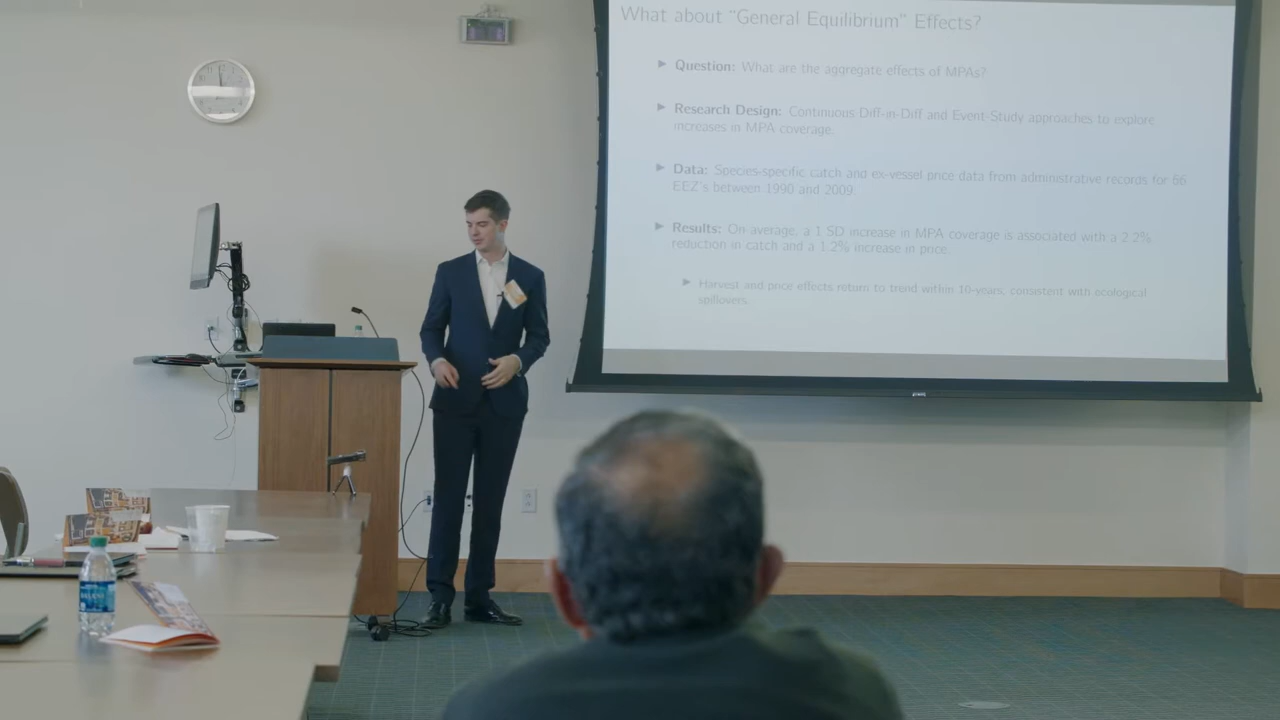 What about “General Equilibrium” Effects?
► Question: What are the aggregate effects of MPAs?
► Research Design: Continuous Diff-in-Diff and Event-Study approaches to explore
increases in MPA coverage.
► Data: Species-specific catch and ex-vessel price data from administrative records for 66
EEZ's between 1990 and 2009.
► Results: On average, a 1 SD increase in MPA coverage is associated with a 2.2%
reduction in catch and a 1.2% increase in price.
► Harvest and price effects return to trend within 10-years, consistent with ecological
spillovers.